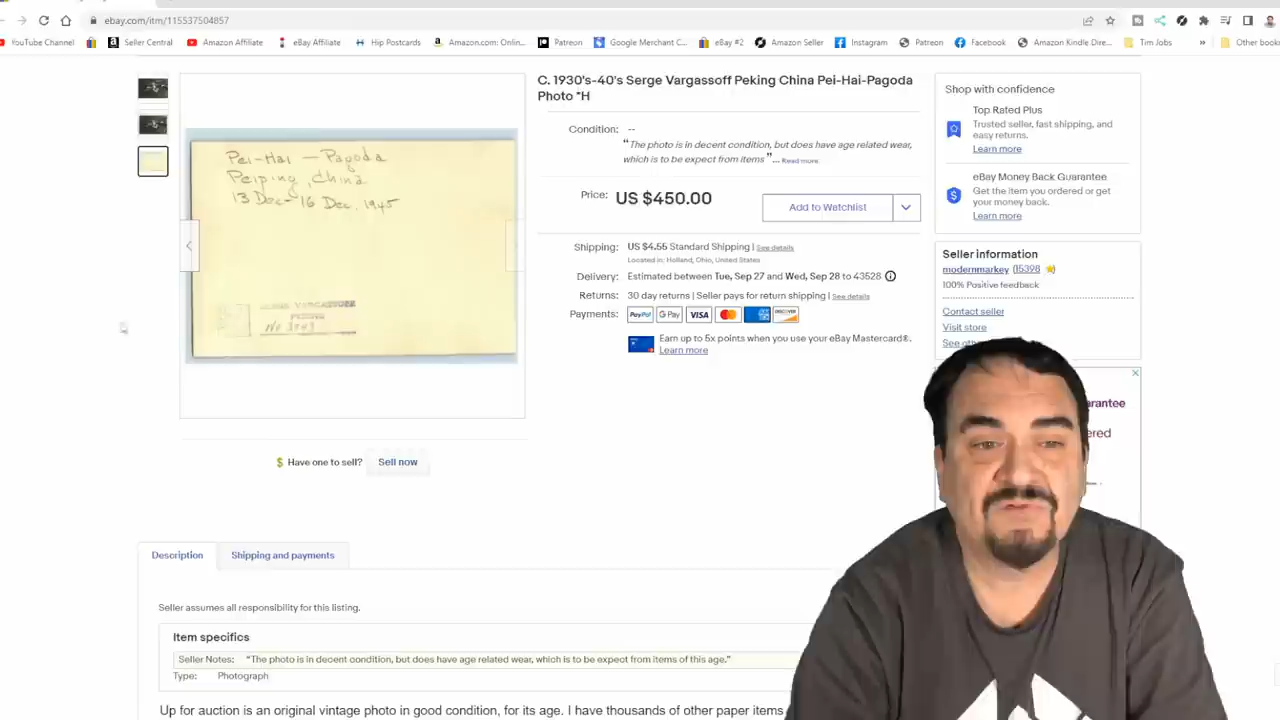 ebay.com/itm/115537504857
YouTube Channel
Seller Central
Amazon Affiliate
eBay Affiliate
Hip Postcards
Amazon.com: Onlin...
Patreon
Google Merchant C...
eBay #2
Amazon Seller
Instagram
Patreon
Facebook
Amazon Kindle Dire...
Tim Jobs
»
Other book
Pei-Hai — Pagoda
Peiping, China
13 Dec - 16 Dec. 1945
SERGE VARGASSOFF
PEKING
C. 1930's-40's Serge Vargassoff Peking China Pei-Hai-Pagoda
Photo *H
Condition: --
"The photo is in decent condition, but does have age related wear,
which is to be expect from items "... Read more
Price: US $450.00
Add to Watchlist
Shipping: US $4.55 Standard Shipping | See details
Located in: Holland, Ohio, United States
Delivery: Estimated between Tue, Sep 27 and Wed, Sep 28 to 43528
Returns: 30 day returns | Seller pays for return shipping | See details
Payments:
PayPal
G Pay
VISA
DISCOVER
Earn up to 5x points when you use your eBay Mastercard®.
Learn more
Shop with confidence
Top Rated Plus
Trusted seller, fast shipping, and
easy returns.
Learn more
eBay Money Back Guarantee
Get the item you ordered or get
your money back.
Learn more
Seller information
modernmarkey (15398
100% Positive feedback
Contact seller
Visit store
See oth
arantee
ered
$ Have one to sell? Sell now
Description
Shipping and payments
Seller assumes all responsibility for this listing.
Item specifics
Seller Notes: "The photo is in decent condition, but does have age related wear, which is to be expect from items of this age."
Type: Photograph
Up for auction is an original vintage photo in good condition, for its age. I have thousands of other paper items